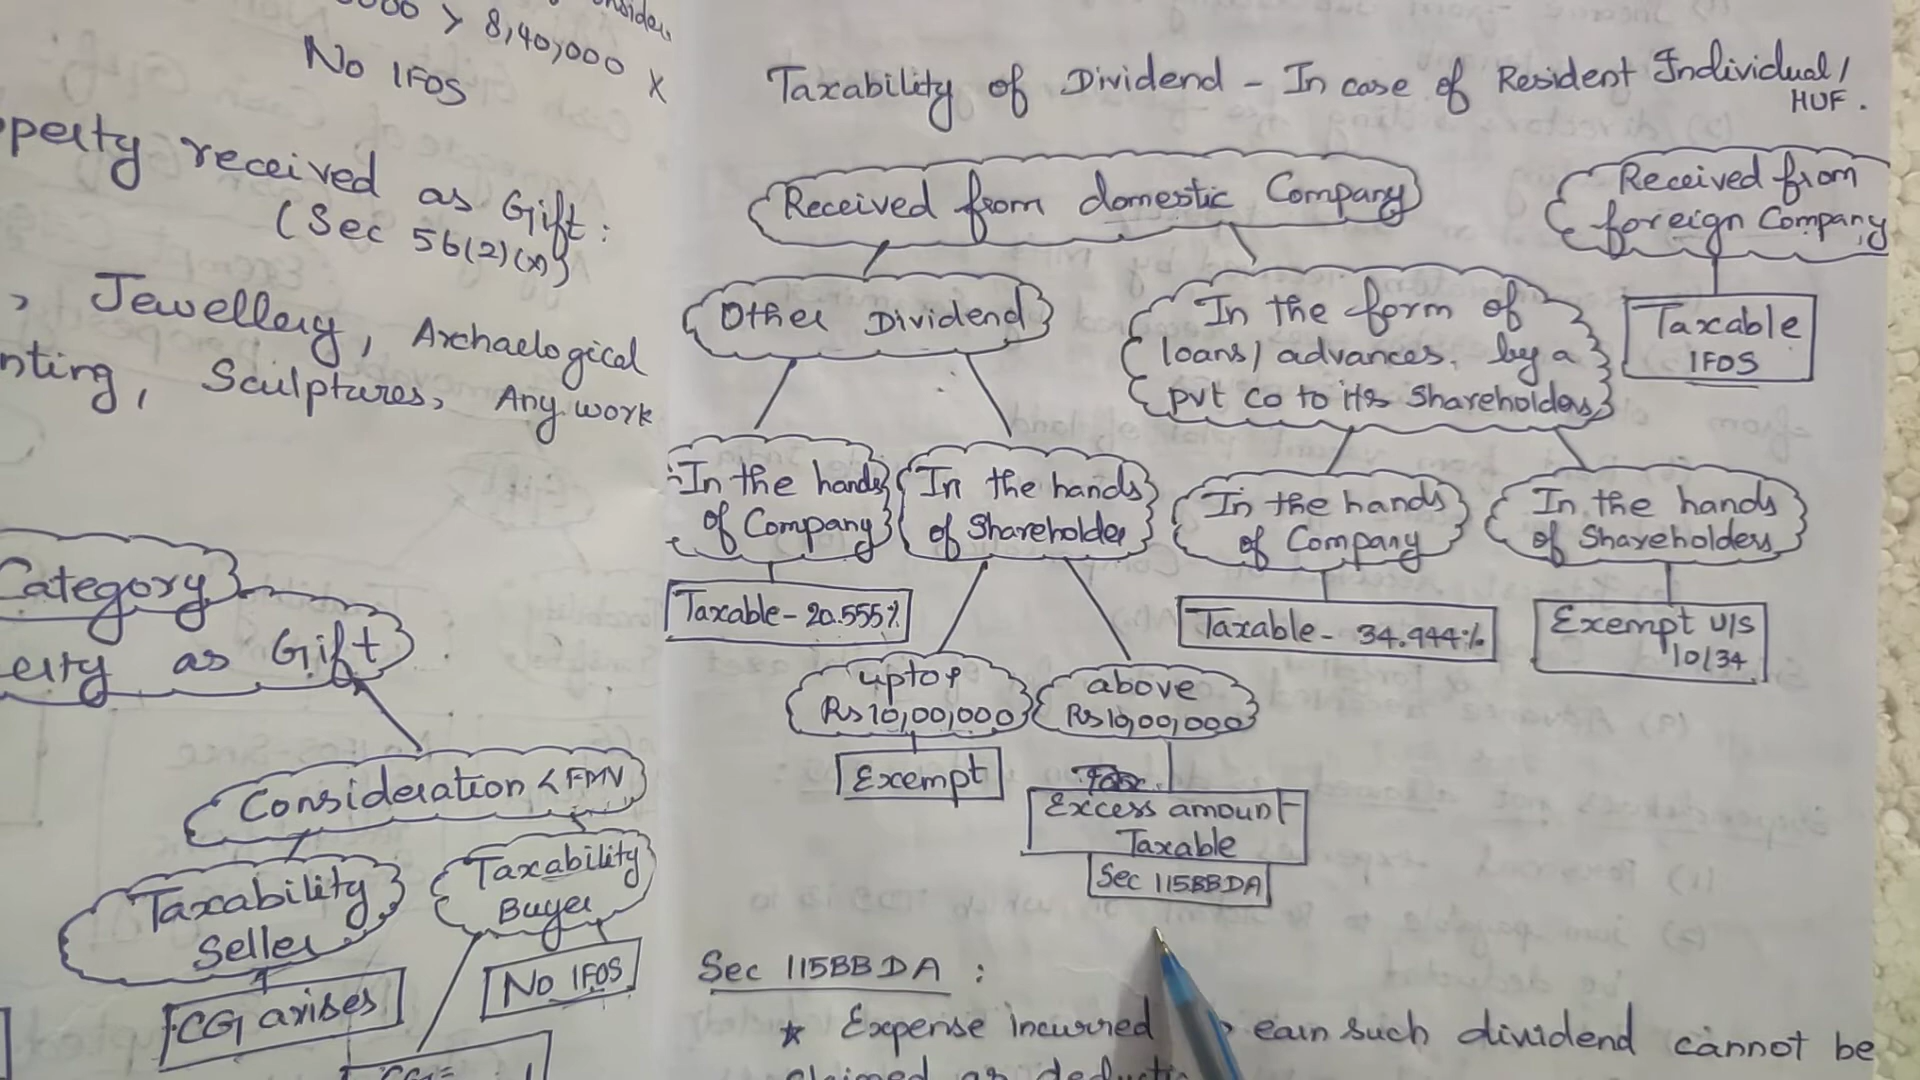 8,40,000 X
No IFOS
received as Gift :
(Sec 56(2)(x)
, Jewellery, Archaelogical
nting, Sculptures, Any work
Category
as Gift
Consideration < FMV
Taxability
Seller
CG arises
Taxability
Buyer
No IFOS
Taxability of Dividend - In case of Resident Individual/
HUF.
Received from domestic Company
Received from
foreign Company
Taxable
IFOS
Other Dividend
In the form of
loans/advances. by a
pvt co to its Shareholders
In the hands
of Company
Taxable - 20.555%
In the hands
of Shareholder
In the hands
of Company
Taxable - 34.944%
In the hands
of Shareholders
Exempt u/s
10(34
upto
Rs 10,00,000
Exempt
above
Rs 10,00,000
Excess amount
Taxable
Sec 115BBDA
Sec 115BBDA :
* Expense incurred earn such dividend cannot be